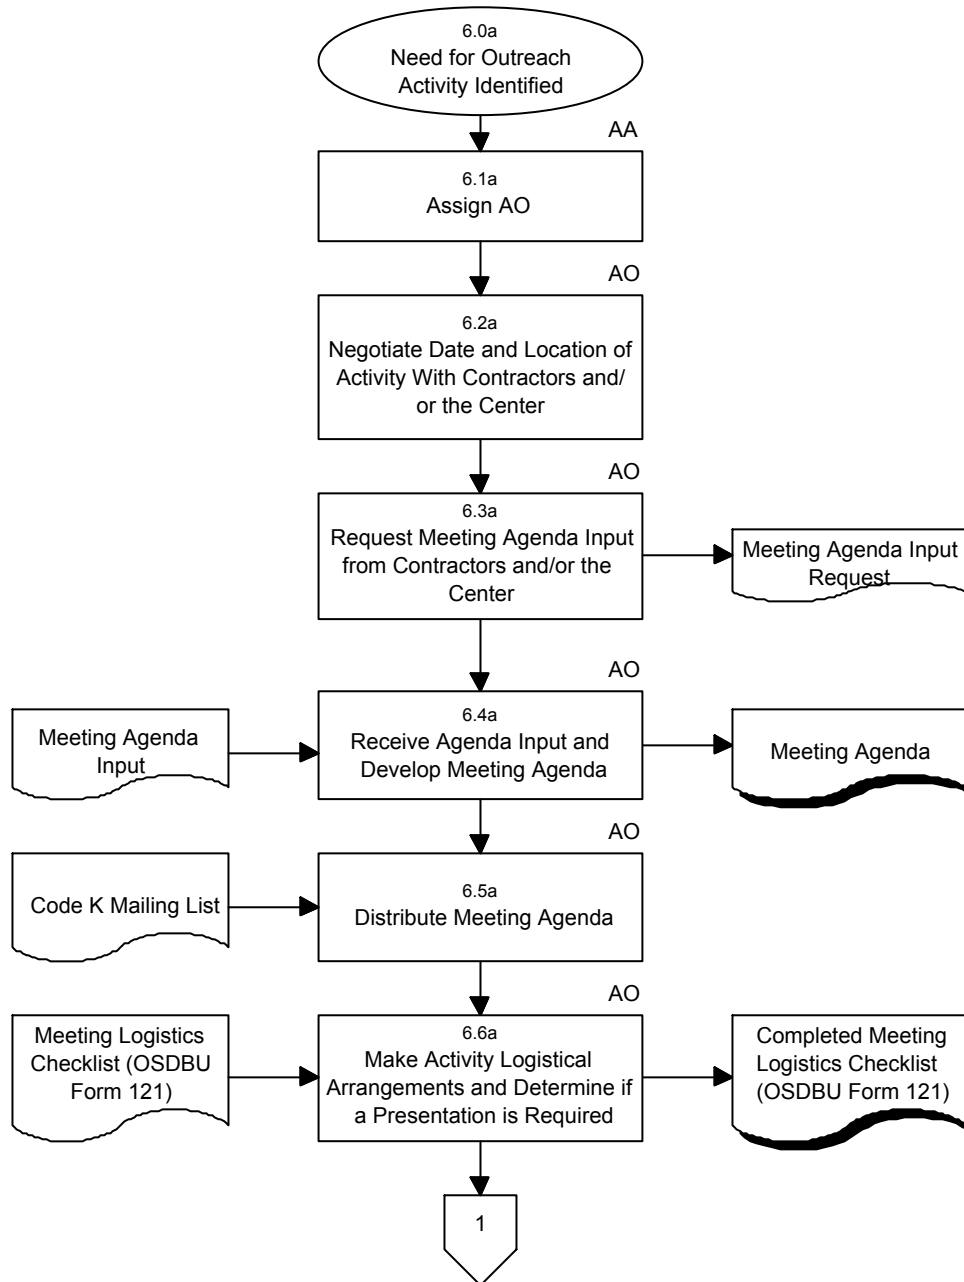 6.0a
Need for Outreach
Activity Identified
AA
6.1a
Assign AO
AO
6.2a
Negotiate Date and Location of
Activity With Contractors and/
or the Center
AO
6.3a
Request Meeting Agenda Input
from Contractors and/or the
Center
Meeting Agenda Input
Request
AO
Meeting Agenda
Input
6.4a
Receive Agenda Input and
Develop Meeting Agenda
Meeting Agenda
AO
Code K Mailing List
6.5a
Distribute Meeting Agenda
AO
Meeting Logistics
Checklist (OSDBU
Form 121)
6.6a
Make Activity Logistical
Arrangements and Determine if
a Presentation is Required
Completed Meeting
Logistics Checklist
(OSDBU Form 121)
1